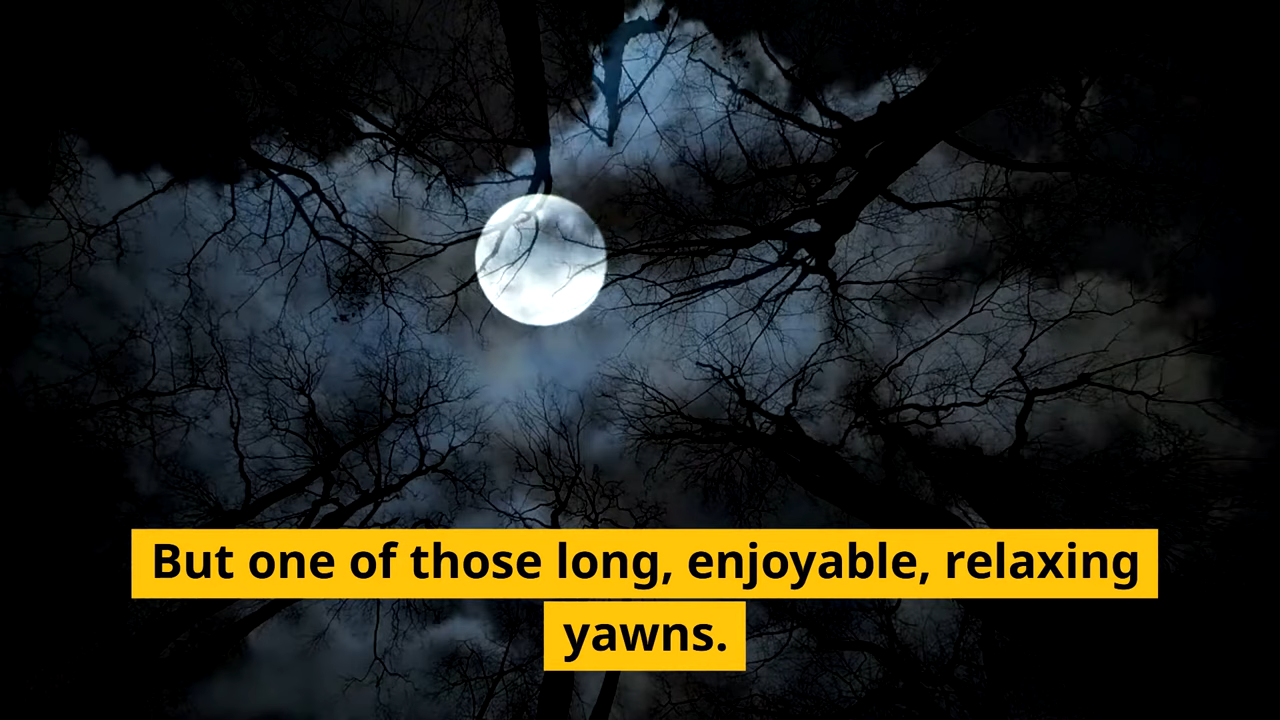 But one of those long, enjoyable, relaxing
yawns.